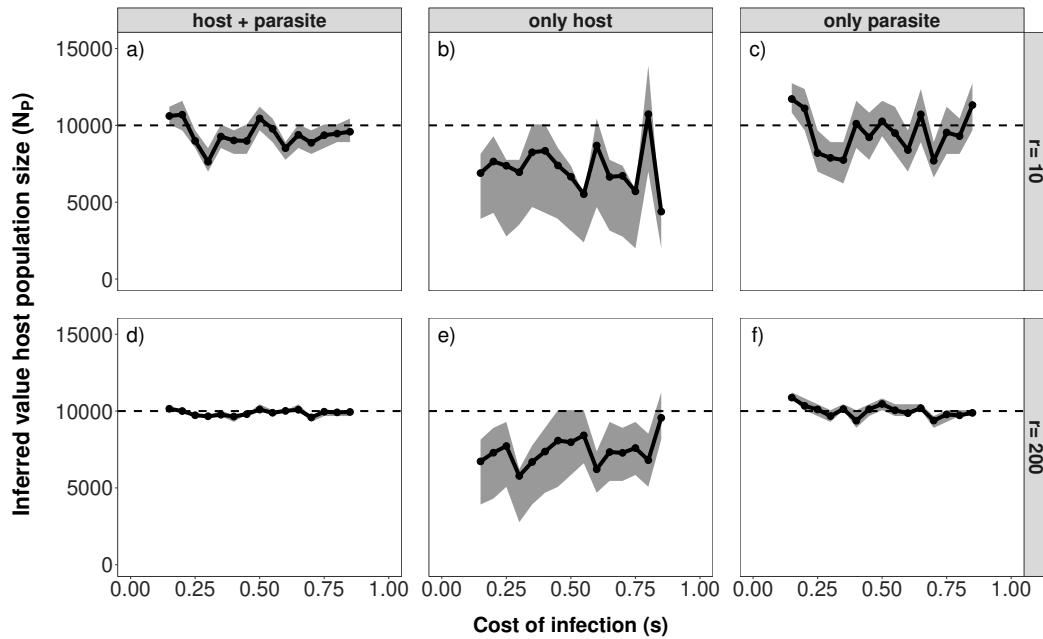 host + parasite
only host
only parasite
a)
b)
c)
15000
10000
5000
0
r= 10
d)
e)
f)
15000
10000
5000
0
r= 200
0.00 0.25 0.50 0.75 1.00
0.00 0.25 0.50 0.75 1.00
0.00 0.25 0.50 0.75 1.00
Cost of infection (s)
Inferred value host population size (NP)